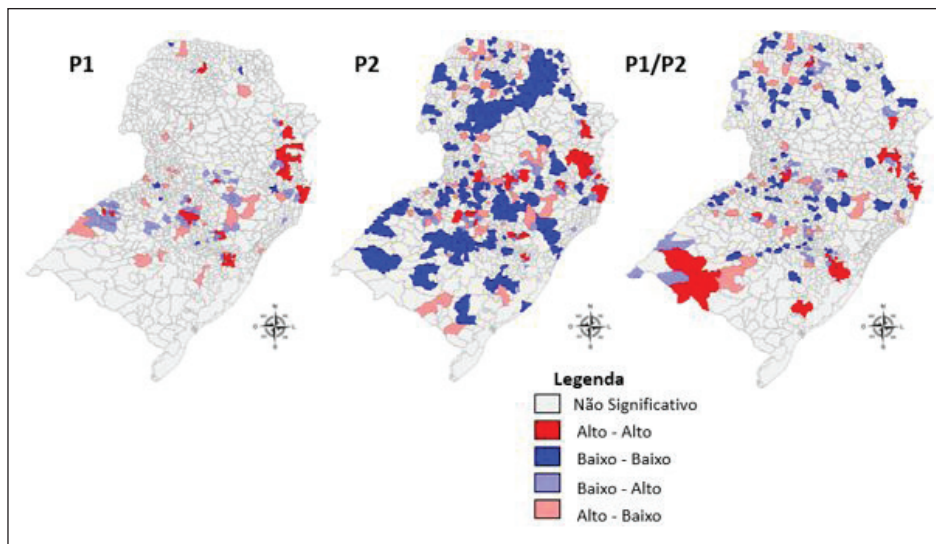 P1
P2
P1/P2
Legenda
Não Significativo
Alto - Alto
Baixo - Baixo
Baixo - Alto
Alto - Baixo